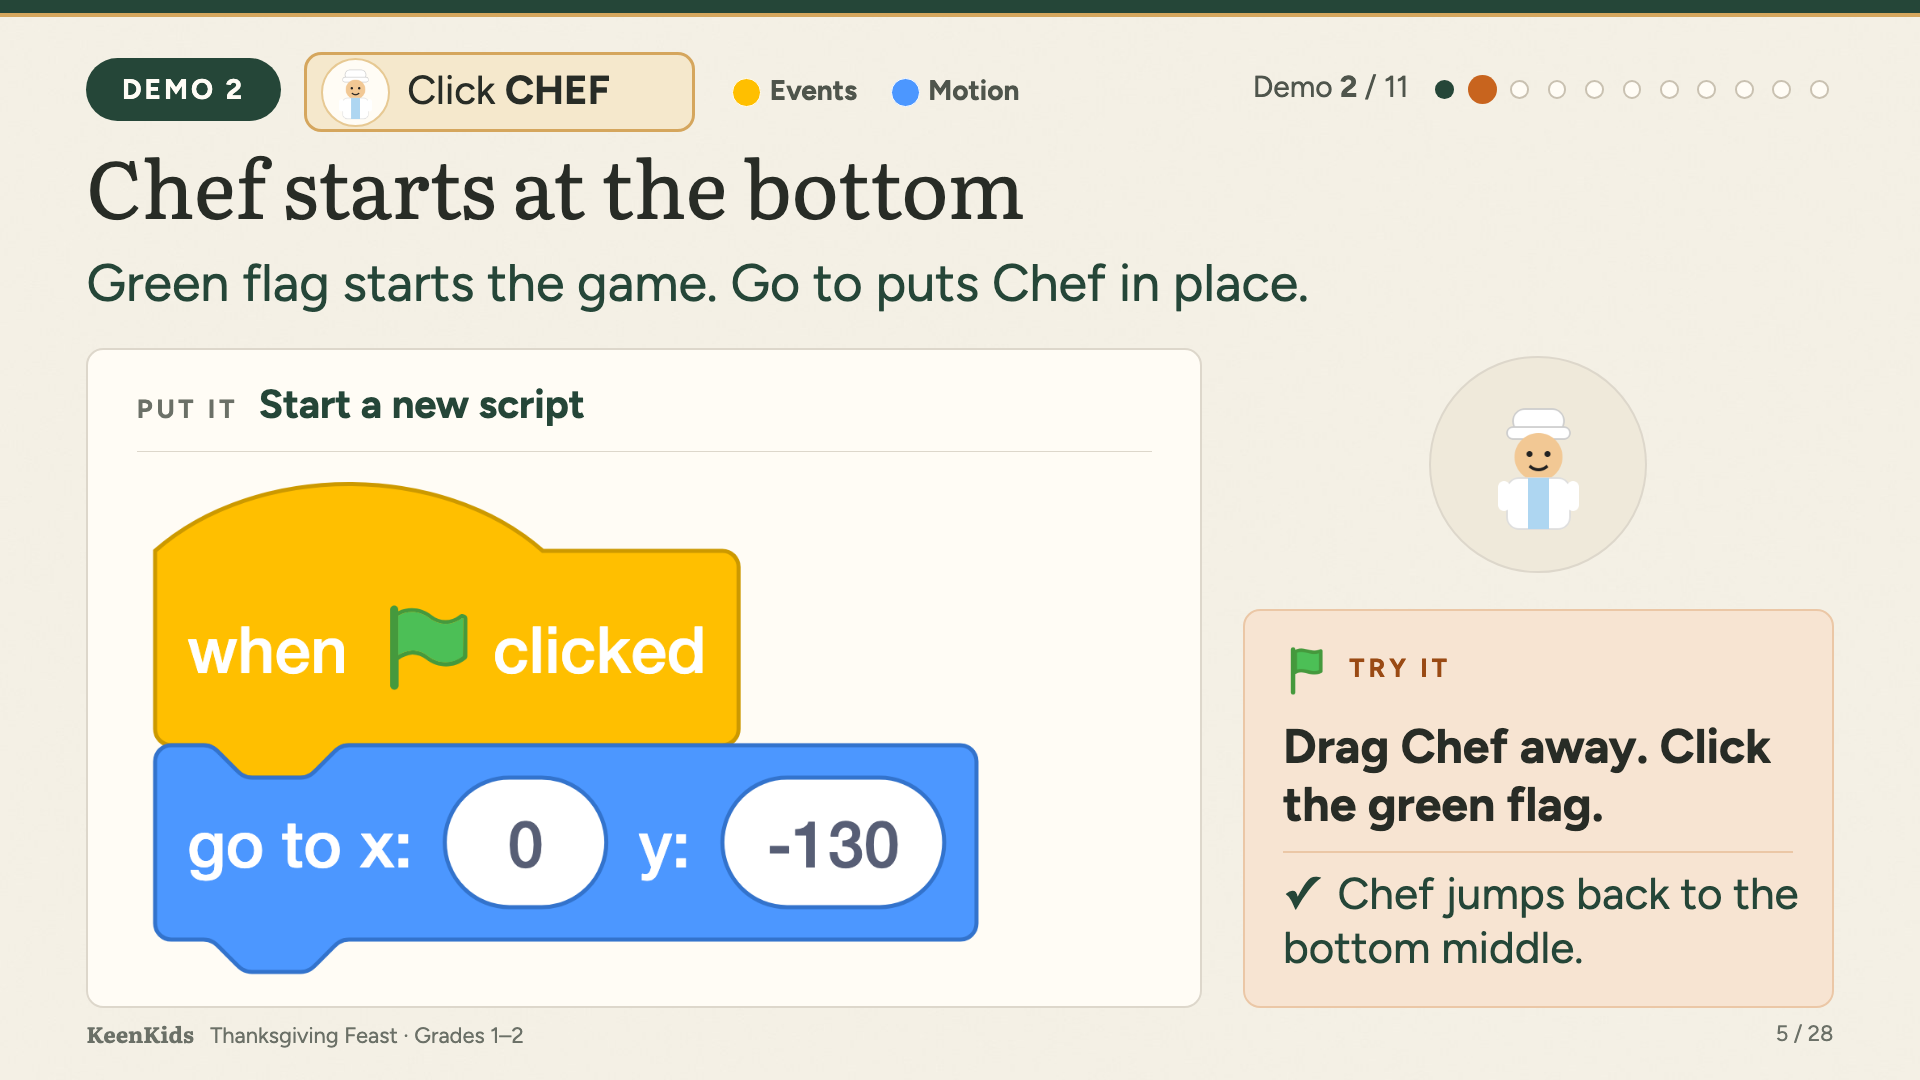 DEMO 2
Click CHEF
Events
Motion
Demo 2 / 11
Chef starts at the bottom
Green flag starts the game. Go to puts Chef in place.
PUT IT Start a new script
when clicked
go to x: 0 y: -130
TRY IT
Drag Chef away. Click
the green flag.
✔ Chef jumps back to the
bottom middle.
KeenKids Thanksgiving Feast · Grades 1–2
5 / 28